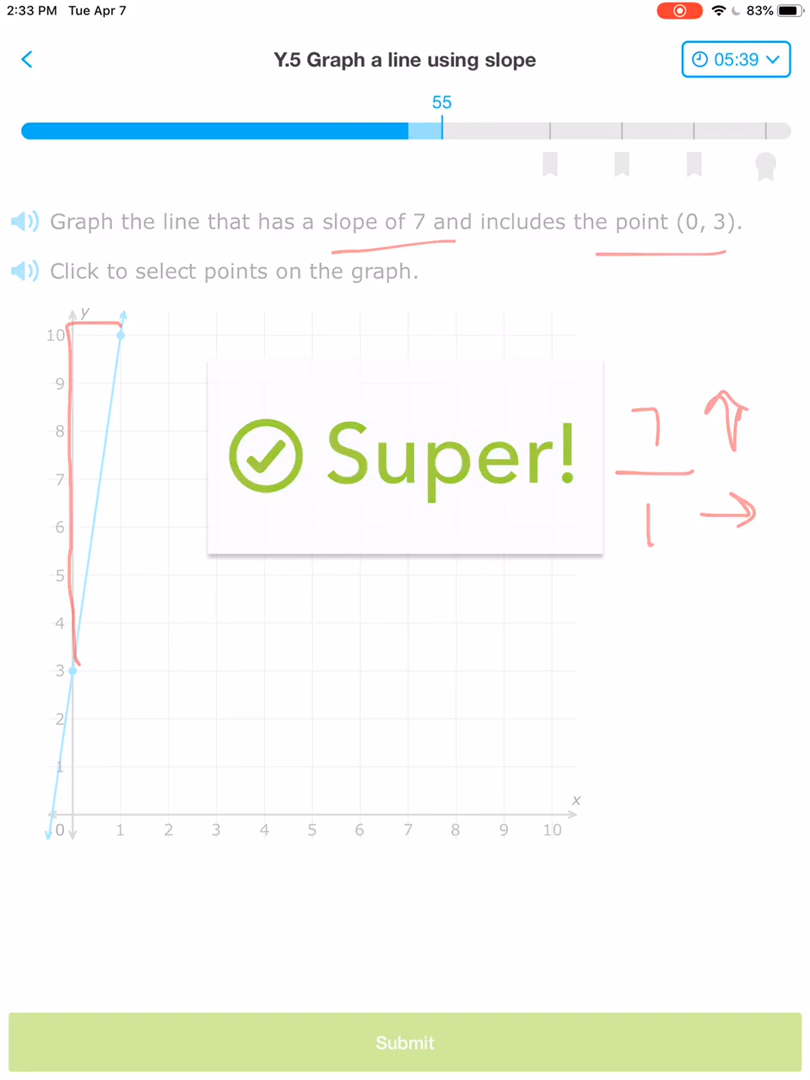 2:33 PM Tue Apr 7 83%
Y.5 Graph a line using slope
05:39
55
Graph the line that has a slope of 7 and includes the point (0, 3).
Click to select points on the graph.
y
10
9
8
7
6
5
4
3
2
1
Super!
7
1
x
0 1 2 3 4 5 6 7 8 9 10
Submit